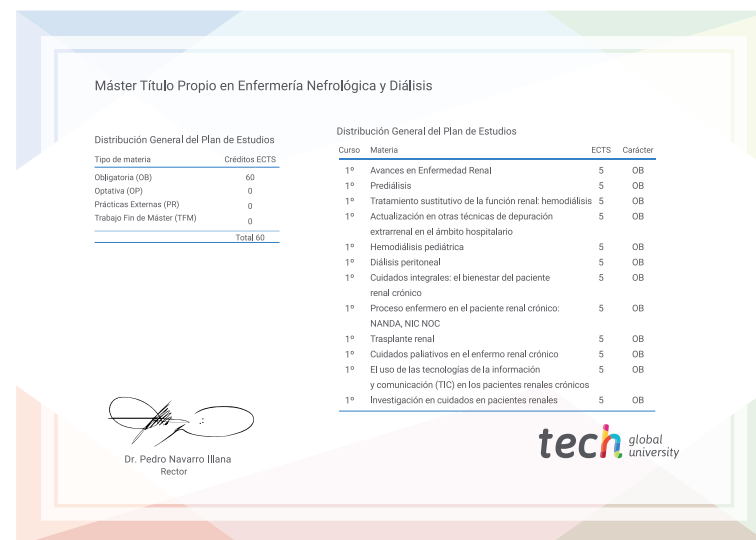 Máster Título Propio en Enfermería Nefrológica y Diálisis
Distribución General del Plan de Estudios
Tipo de materia Créditos ECTS
Obligatoria (OB) 60
Optativa (OP) 0
Prácticas Externas (PR) 0
Trabajo Fin de Máster (TFM) 0
Total 60
Distribución General del Plan de Estudios
Curso Materia ECTS Carácter
1º Avances en Enfermedad Renal 5 OB
1º Prediálisis 5 OB
1º Tratamiento sustitutivo de la función renal: hemodiálisis 5 OB
1º Actualización en otras técnicas de depuración 5 OB
extrarrenal en el ámbito hospitalario
1º Hemodiálisis pediátrica 5 OB
1º Diálisis peritoneal 5 OB
1º Cuidados integrales: el bienestar del paciente 5 OB
renal crónico
1º Proceso enfermero en el paciente renal crónico: 5 OB
NANDA, NIC NOC
1º Trasplante renal 5 OB
1º Cuidados paliativos en el enfermo renal crónico 5 OB
1º El uso de las tecnologías de la información 5 OB
y comunicación (TIC) en los pacientes renales crónicos
1º Investigación en cuidados en pacientes renales 5 OB
Dr. Pedro Navarro Illana
Rector
tech global
university